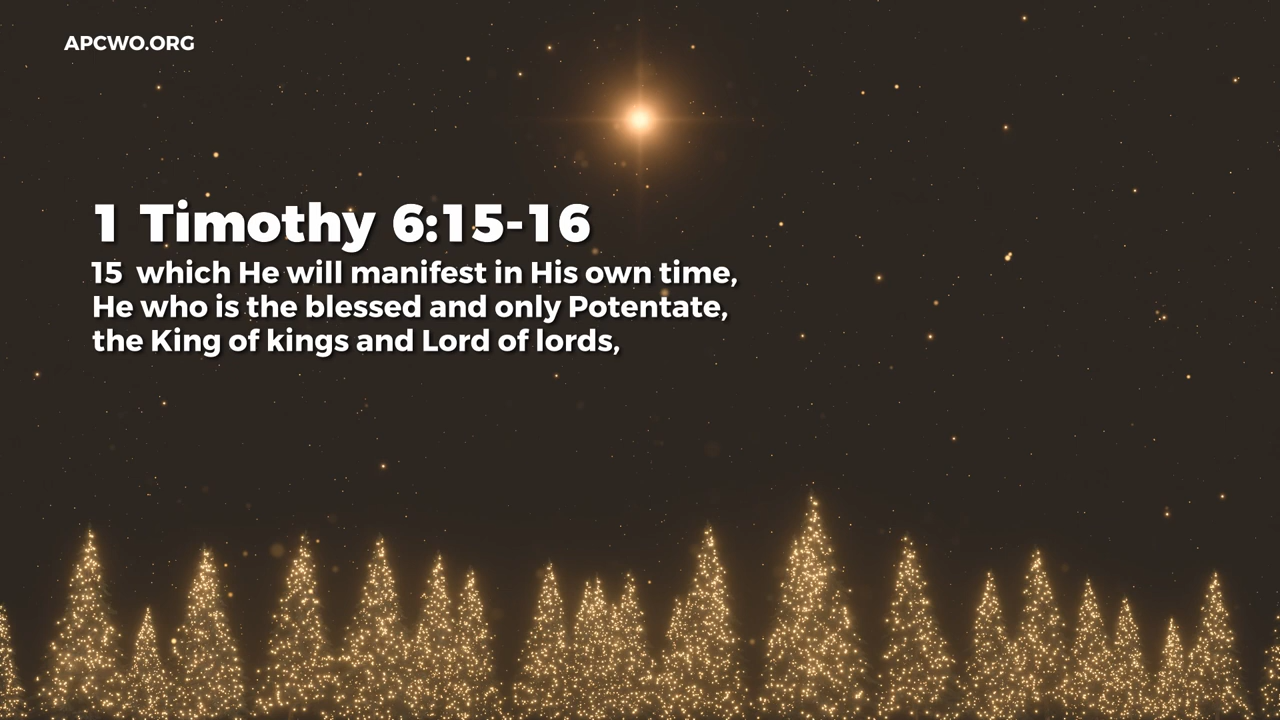 APCWO.ORG
1 Timothy 6:15-16
15 which He will manifest in His own time,
He who is the blessed and only Potentate,
the King of kings and Lord of lords,